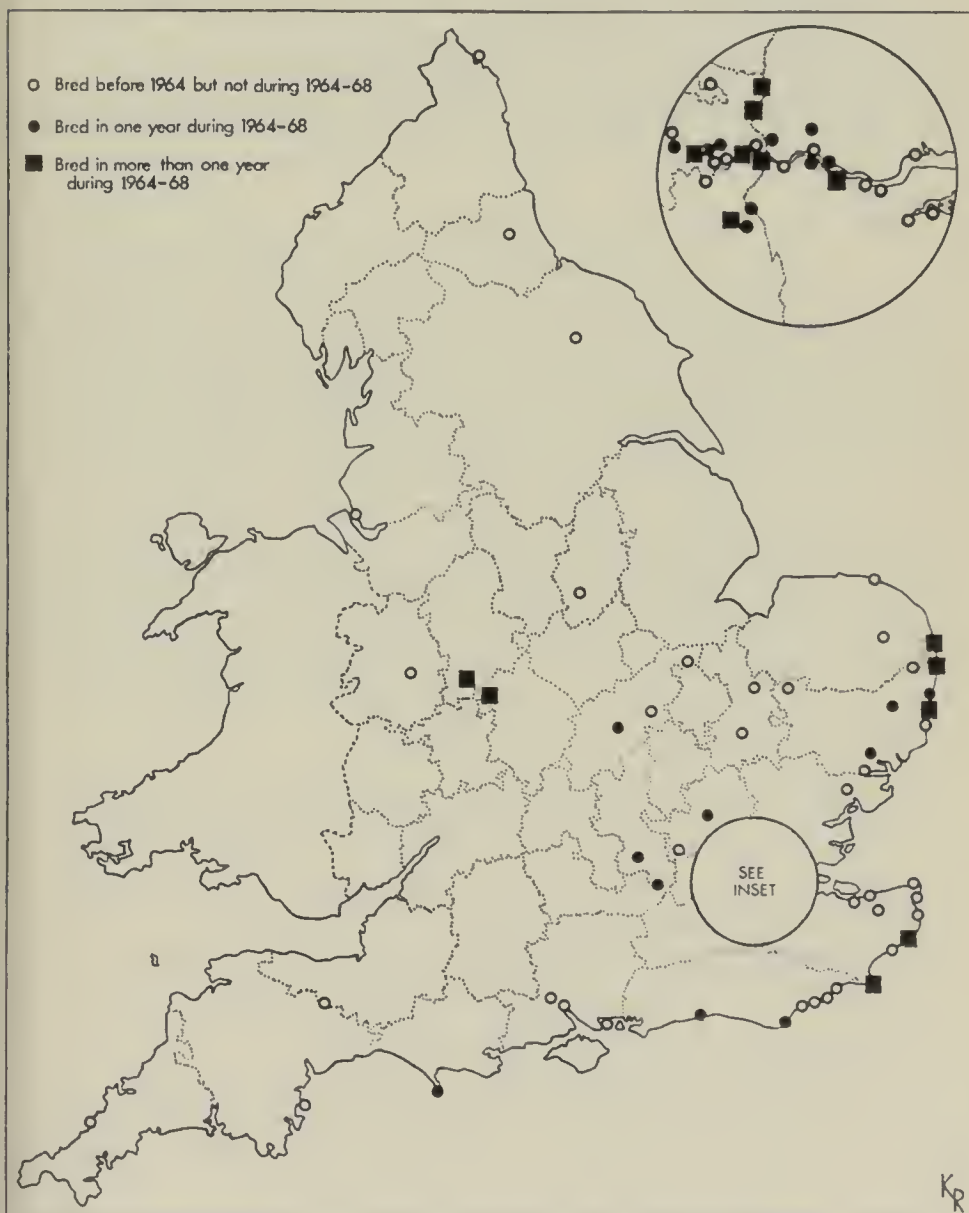 Bred before 1964 but not during 1964-68
Bred in one year during 1964-68
Bred in more than one year
during 1964-68
SEE
INSET
KR